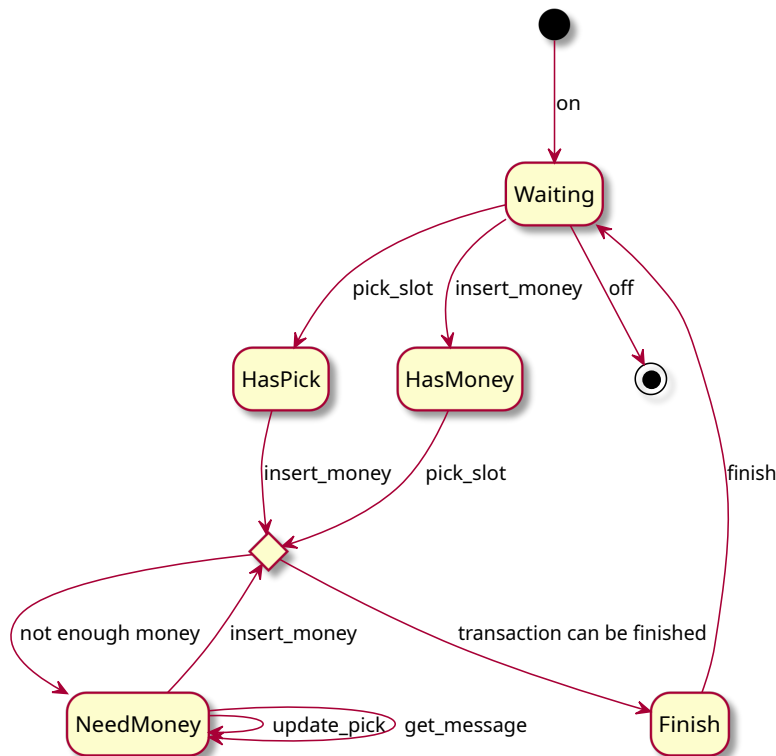 on
Waiting
pick_slot
insert_money
off
HasPick
HasMoney
insert_money
pick_slot
finish
not enough money
insert_money
transaction can be finished
NeedMoney
update_pick
get_message
Finish